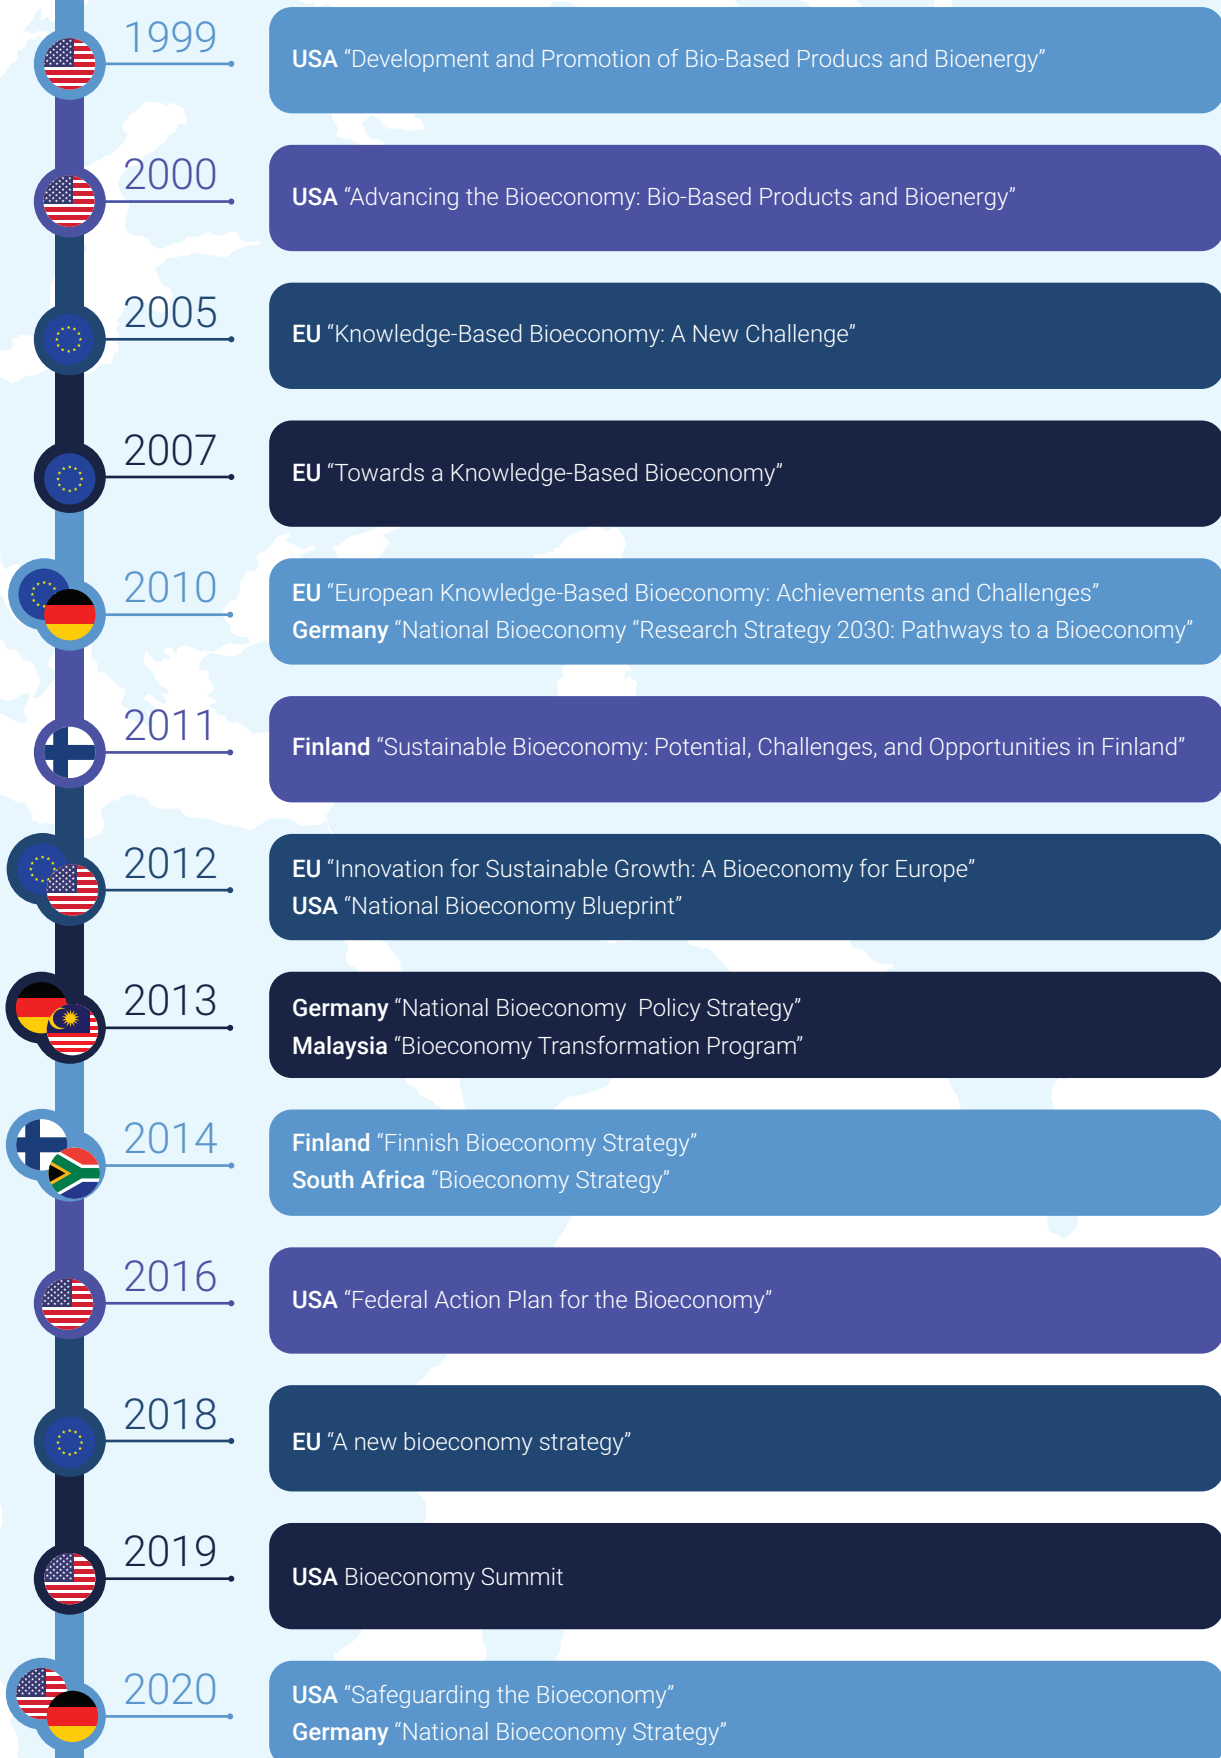 1999
USA “Development and Promotion of Bio-Based Producs and Bioenergy”
2000
USA “Advancing the Bioeconomy: Bio-Based Products and Bioenergy”
2005
EU “Knowledge-Based Bioeconomy: A New Challenge”
2007
EU “Towards a Knowledge-Based Bioeconomy”
2010
EU “European Knowledge-Based Bioeconomy: Achievements and Challenges”
Germany “National Bioeconomy “Research Strategy 2030: Pathways to a Bioeconomy”
2011
Finland “Sustainable Bioeconomy: Potential, Challenges, and Opportunities in Finland”
2012
EU “Innovation for Sustainable Growth: A Bioeconomy for Europe”
USA “National Bioeconomy Blueprint”
2013
Germany “National Bioeconomy  Policy Strategy”
Malaysia “Bioeconomy Transformation Program”
2014
Finland “Finnish Bioeconomy Strategy”
South Africa “Bioeconomy Strategy”
2016
USA “Federal Action Plan for the Bioeconomy”
2018
EU “A new bioeconomy strategy”
2019
USA Bioeconomy Summit
2020
USA “Safeguarding the Bioeconomy”
Germany “National Bioeconomy Strategy”